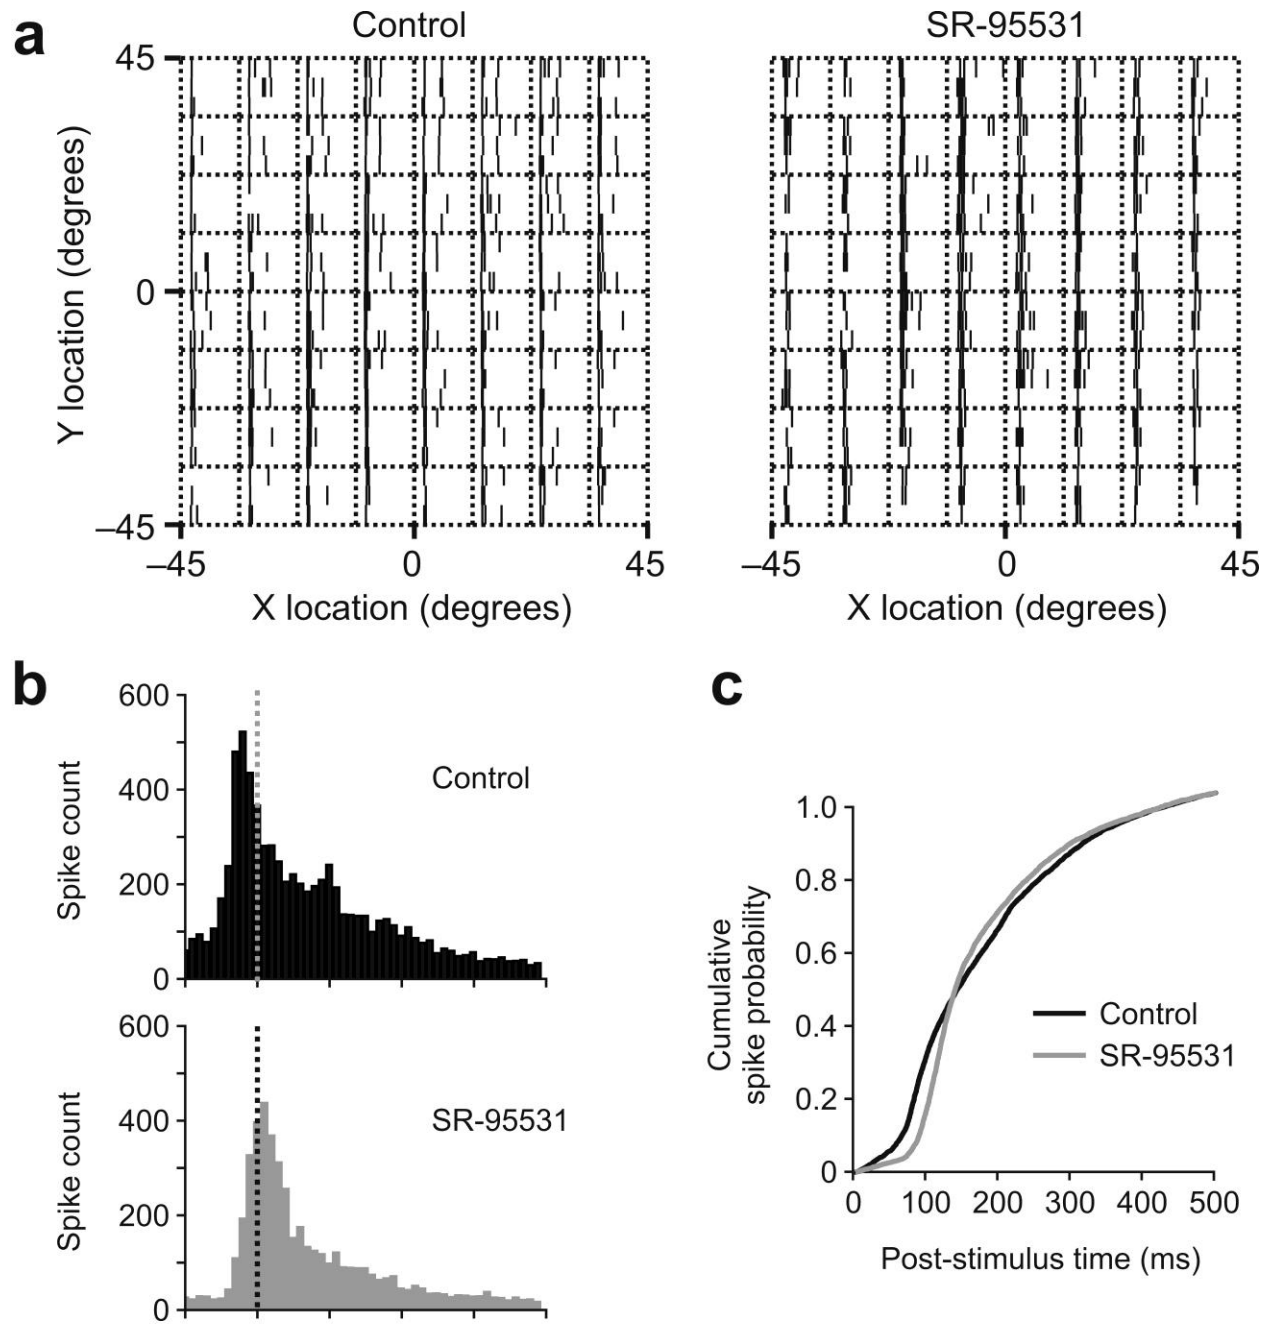 a
Control
SR-95531
45
0
–45
Y location (degrees)
–45 0 45
X location (degrees)
–45 0 45
X location (degrees)
b
600
400
200
0
Spike count
Control
600
400
200
0
Spike count
SR-95531
c
1.0
0.8
0.6
0.4
0.2
0
Cumulative
spike probability
Control
SR-95531
0 100 200 300 400 500
Post-stimulus time (ms)